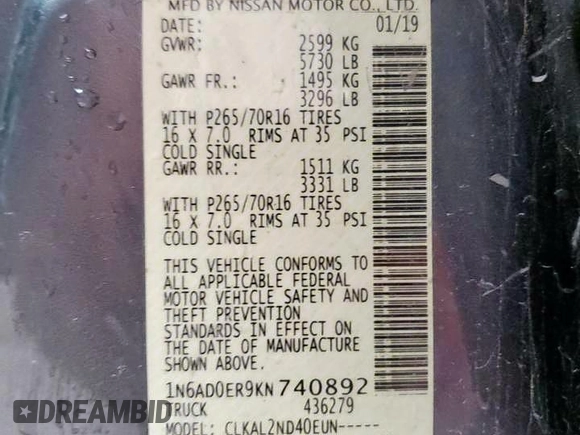 MFD BY NISSAN MOTOR CO., LTD.
DATE: 01/19
GVWR: 2599 KG
5730 LB
GAWR FR.: 1495 KG
3296 LB
WITH P265/70R16 TIRES
16 X 7.0 RIMS AT 35 PSI
COLD SINGLE
GAWR RR.: 1511 KG
3331 LB
WITH P265/70R16 TIRES
16 X 7.0 RIMS AT 35 PSI
COLD SINGLE
THIS VEHICLE CONFORMS TO
ALL APPLICABLE FEDERAL
MOTOR VEHICLE SAFETY AND
THEFT PREVENTION
STANDARDS IN EFFECT ON
THE DATE OF MANUFACTURE
SHOWN ABOVE.
1N6AD0ER9KN740892
TRUCK 436279
MODEL: CLKAL2ND40EUN-----
DREAMBID